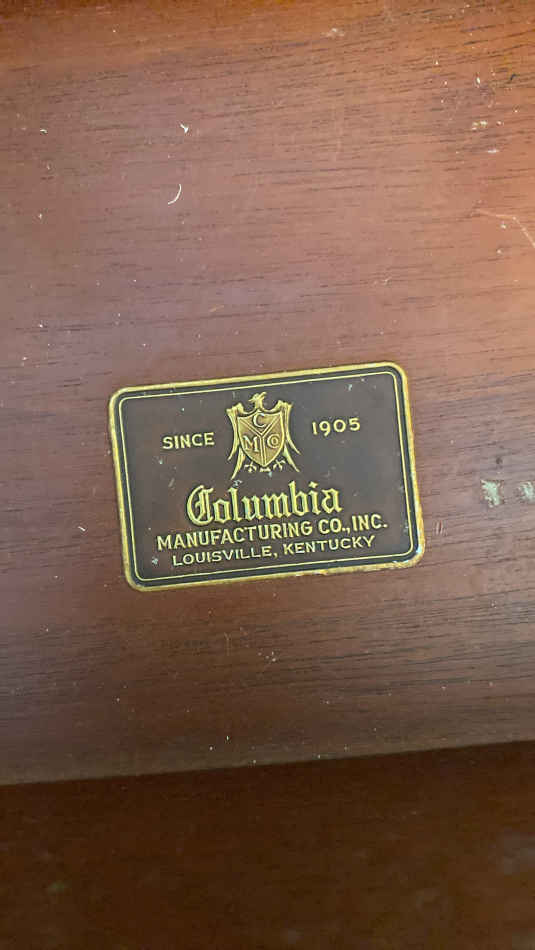 SINCE 1905
C
M O
Columbia
MANUFACTURING CO., INC.
LOUISVILLE, KENTUCKY